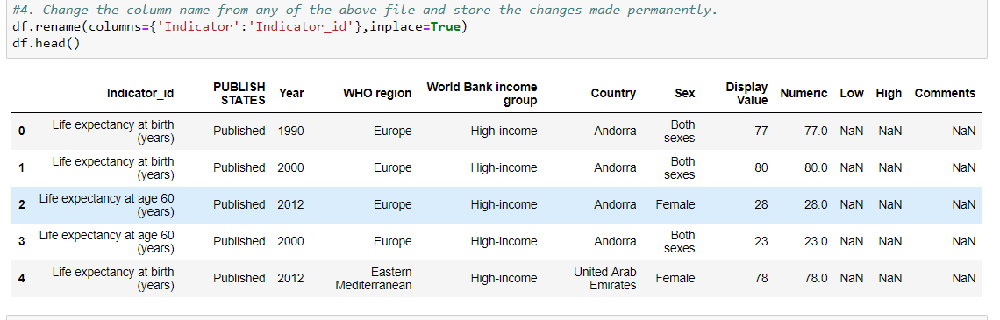 #4. Change the column name from any of the above file and store the changes made permanently.
df.rename(columns={'Indicator':'Indicator_id'},inplace=True)
df.head()
Indicator_id PUBLISH STATES Year WHO region World Bank income group Country Sex Display Value Numeric Low High Comments
0 Life expectancy at birth (years) Published 1990 Europe High-income Andorra Both sexes 77 77.0 NaN NaN NaN
1 Life expectancy at birth (years) Published 2000 Europe High-income Andorra Both sexes 80 80.0 NaN NaN NaN
2 Life expectancy at age 60 (years) Published 2012 Europe High-income Andorra Female 28 28.0 NaN NaN NaN
3 Life expectancy at age 60 (years) Published 2000 Europe High-income Andorra Both sexes 23 23.0 NaN NaN NaN
4 Life expectancy at birth (years) Published 2012 Eastern Mediterranean High-income United Arab Emirates Female 78 78.0 NaN NaN NaN